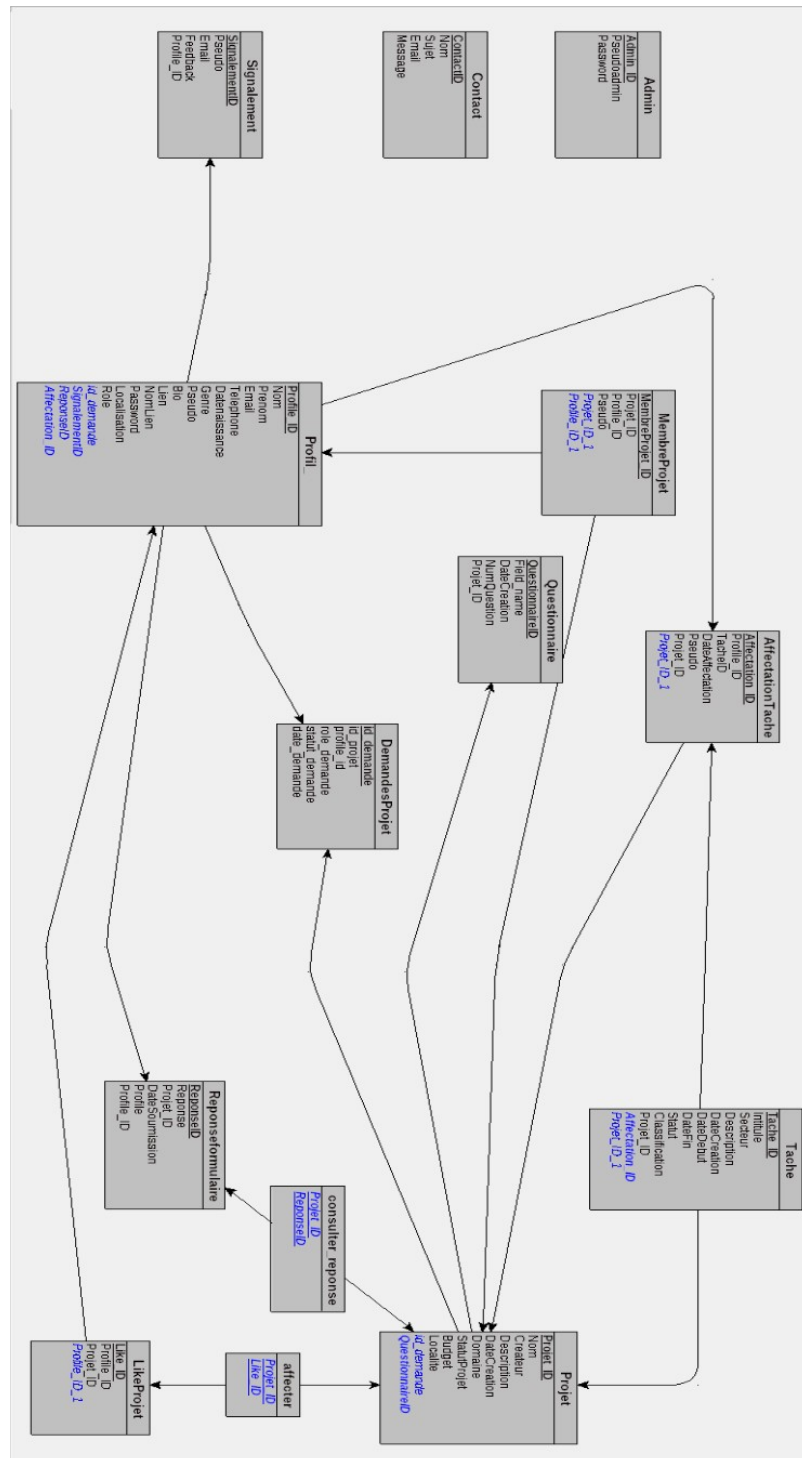 Admin
Admin_ID
Pseudoadmin
Password
Contact
ContactID
Nom
Sujet
Email
Message
Signalement
SignalementID
Pseudo
Email
Feedback
Profile_ID
MembreProjet
MembreProjet_ID
Projet_ID
Profile_ID
Pseudo
Projet_ID_1
Profile_ID_1
Profil_
Profile_ID
Nom
Prenom
Email
Telephone
Datenaissance
Genre
Pseudo
Bio
Lien
NomLien
Password
Localisation
Role
id_demande
SignalementID
ReponseID
Affectation_ID
AffectationTache
Affectation_ID
Profile_ID
TacheID
DateAffectation
Pseudo
Projet_ID
Projet_ID_1
Questionnaire
QuestionnaireID
Field_name
DateCreation
NumQuestion
Projet_ID
DemandesProjet
id_demande
id_projet
profile_id
role_demande
statut_demande
date_demande
Tache
Tache_ID
Intitule
Secteur
Description
DateCreation
DateDebut
DateFin
Statut
Classification
Projet_ID
Affectation_ID
Projet_ID_1
Reponseformulaire
ReponseID
Reponse
Projet_ID
DateSoumission
Profile
Profile_ID
consulter_reponse
Projet_ID
ReponseID
Projet
Projet_ID
Nom
Createur
Description
DateCreation
Domaine
StatutProjet
Budget
Localite
id_demande
QuestionnaireID
affecter
Projet_ID
Like_ID
LikeProjet
Like_ID
Profile_ID
Projet_ID
Profile_ID_1